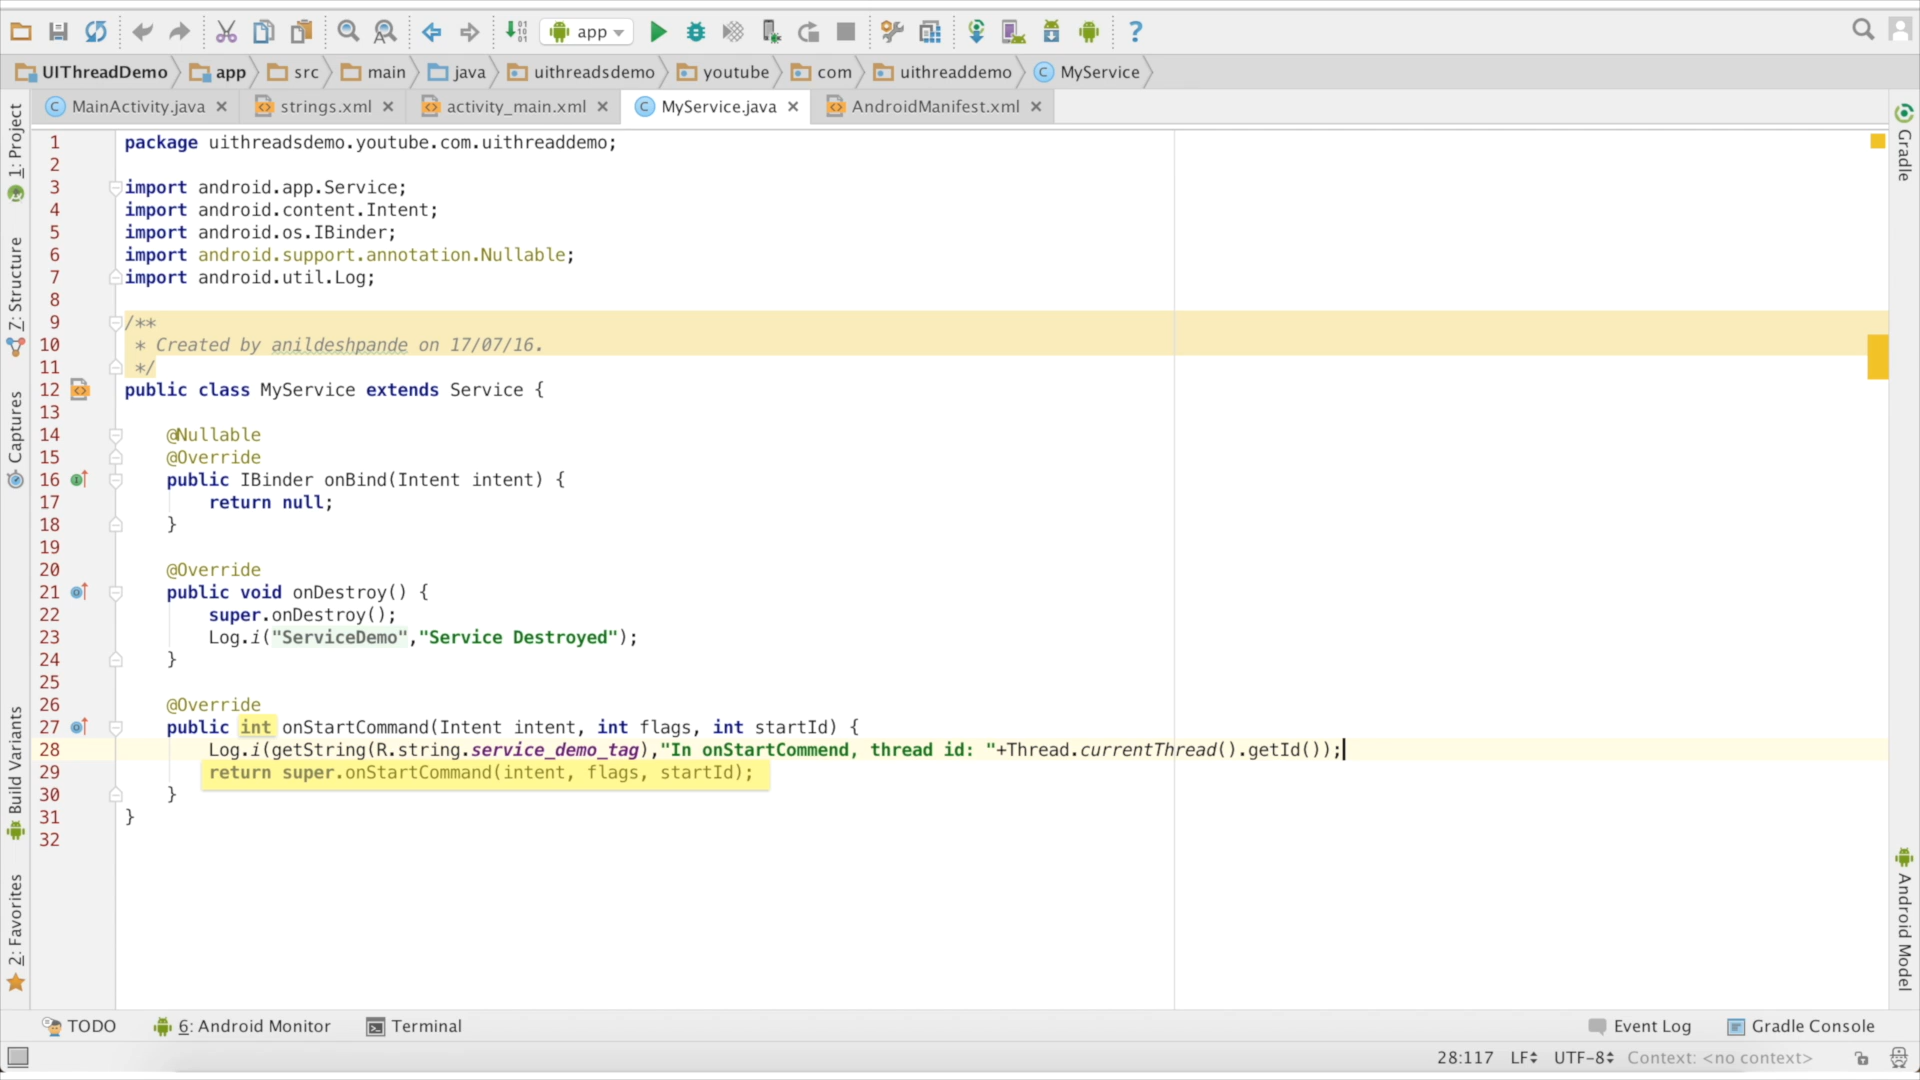 app
UIThreadDemo app src main java uithreadsdemo youtube com uithreaddemo MyService
MainActivity.java strings.xml activity_main.xml MyService.java AndroidManifest.xml
1: Project
7: Structure
Captures
Build Variants
2: Favorites
1 package uithreadsdemo.youtube.com.uithreaddemo;
2
3 import android.app.Service;
4 import android.content.Intent;
5 import android.os.IBinder;
6 import android.support.annotation.Nullable;
7 import android.util.Log;
8
9 /**
10 * Created by anildeshpande on 17/07/16.
11 */
12 public class MyService extends Service {
13
14 @Nullable
15 @Override
16 public IBinder onBind(Intent intent) {
17 return null;
18 }
19
20 @Override
21 public void onDestroy() {
22 super.onDestroy();
23 Log.i("ServiceDemo","Service Destroyed");
24 }
25
26 @Override
27 public int onStartCommand(Intent intent, int flags, int startId) {
28 Log.i(getString(R.string.service_demo_tag),"In onStartCommend, thread id: "+Thread.currentThread().getId());
29 return super.onStartCommand(intent, flags, startId);
30 }
31 }
32
Gradle
Android Model
TODO 6: Android Monitor Terminal Event Log Gradle Console
28:117 LF UTF-8 Context: <no context>